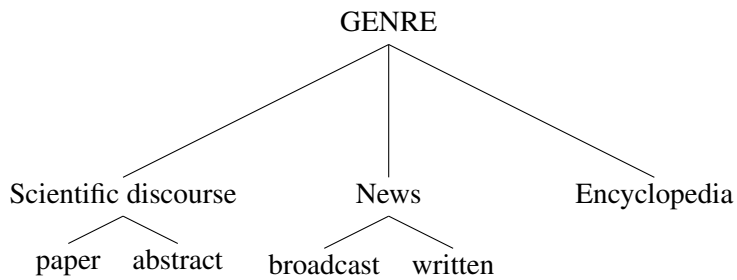 GENRE
Scientific discourse News Encyclopedia
paper abstract broadcast written